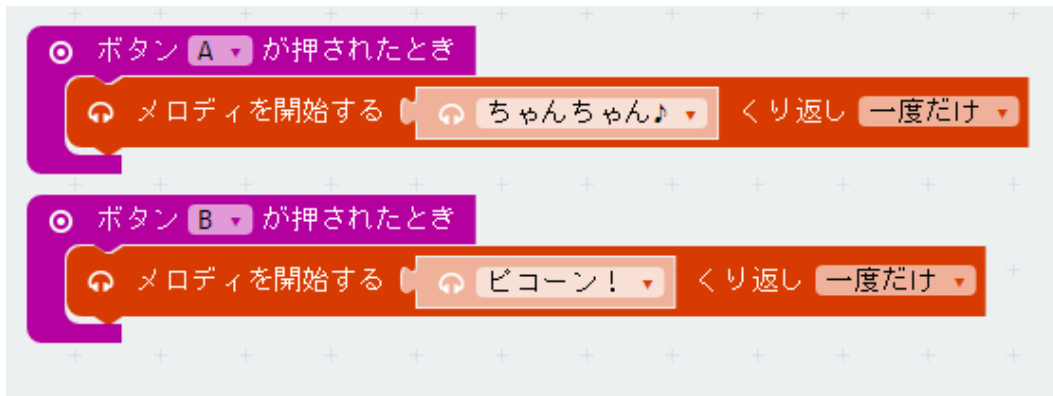 ボタン A が押されたとき
メロディを開始する ちゃんちゃん♪ くり返し 一度だけ
ボタン B が押されたとき
メロディを開始する ピコーン! くり返し 一度だけ